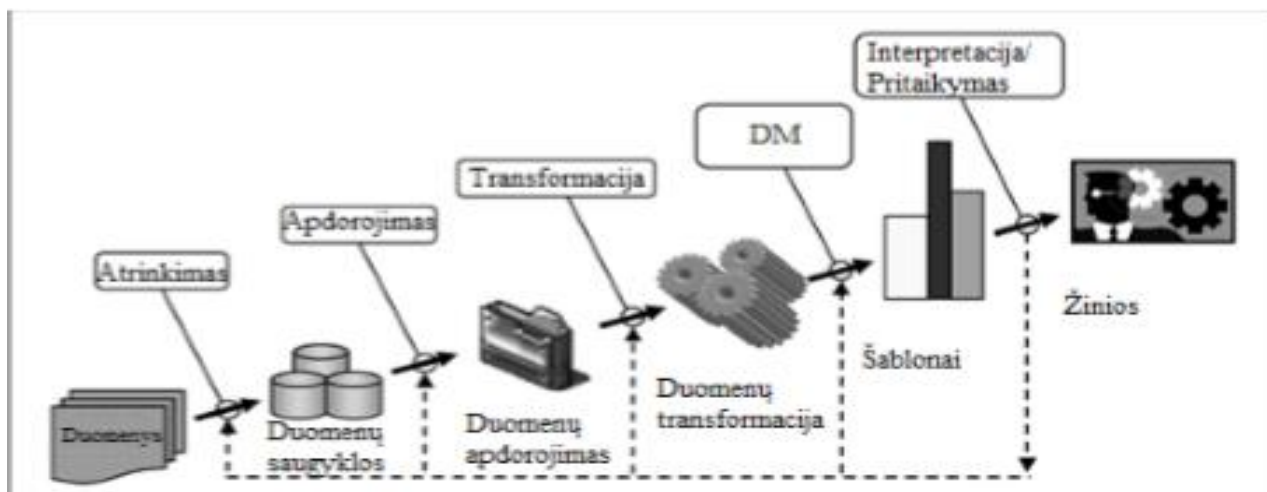 Interpretacija/
Pritaikymas
DM
Transformacija
Apdorojimas
Atrinkimas
Duomenys
Duomenų
saugyklos
Duomenų
apdorojimas
Duomenų
transformacija
Šablonai
Žinios